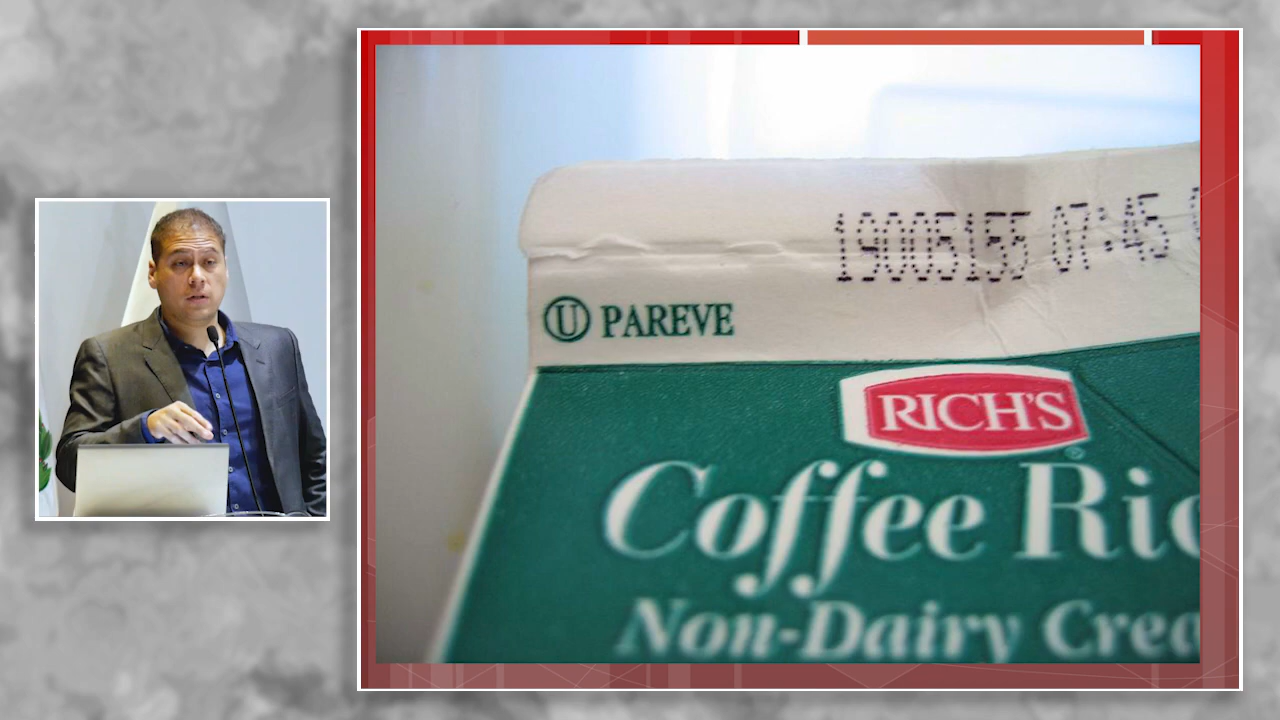 19005155 07:45
Ⓤ PAREVE
RICH'S®
Coffee Ric
Non-Dairy Crea